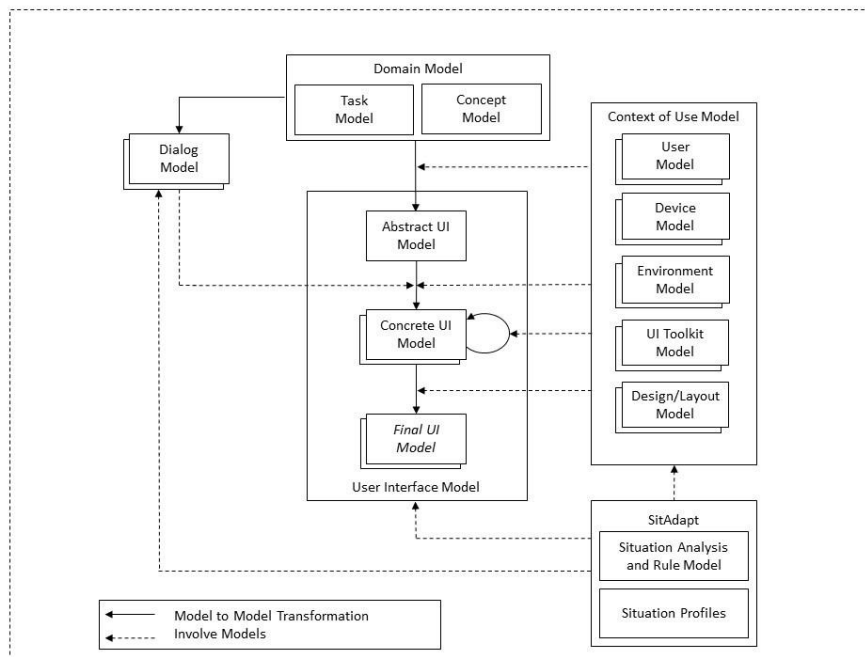 Domain Model
Task
Model
Concept
Model
Context of Use Model
Dialog
Model
User
Model
Abstract UI
Model
Device
Model
Environment
Model
Concrete UI
Model
UI Toolkit
Model
Design/Layout
Model
Final UI
Model
User Interface Model
SitAdapt
Situation Analysis
and Rule Model
Situation Profiles
Model to Model Transformation
Involve Models